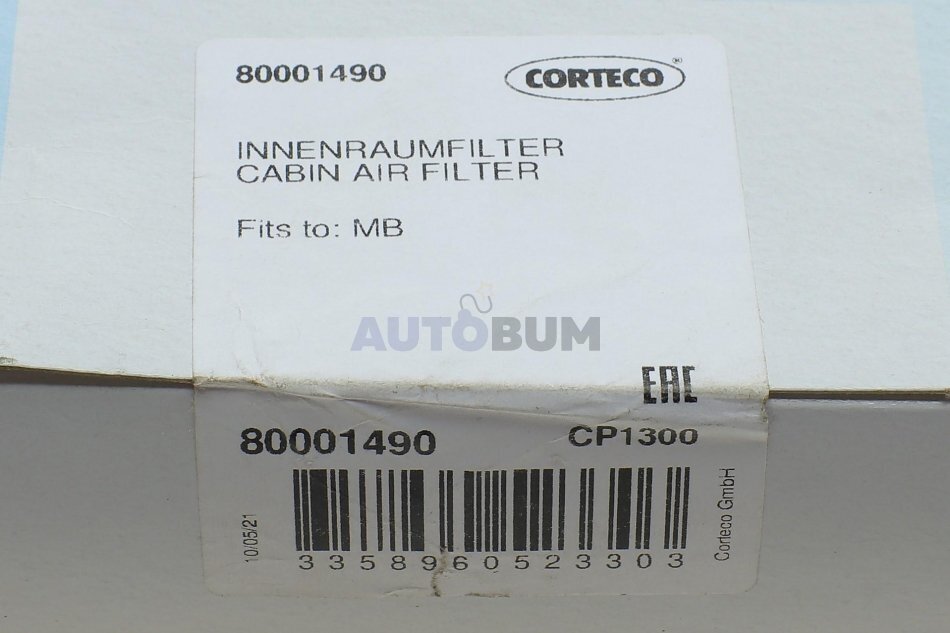 80001490
CORTECO®
INNENRAUMFILTER
CABIN AIR FILTER
Fits to: MB
AUTOBUM
EAC
80001490
CP1300
10/05/21
3358960523303
Corteco GmbH